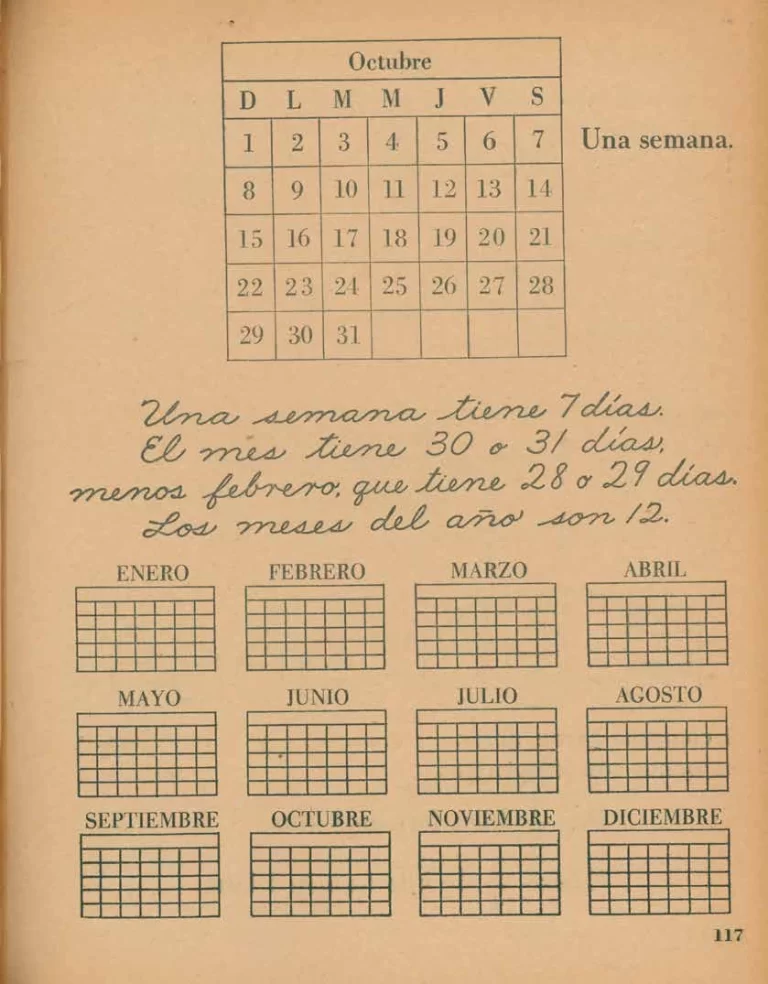 Octubre
D L M M J V S
1 2 3 4 5 6 7 Una semana.
8 9 10 11 12 13 14
15 16 17 18 19 20 21
22 23 24 25 26 27 28
29 30 31
Una semana tiene 7 días.
El mes tiene 30 o 31 días,
menos febrero, que tiene 28 o 29 días.
Los meses del año son 12.
ENERO FEBRERO MARZO ABRIL
MAYO JUNIO JULIO AGOSTO
SEPTIEMBRE OCTUBRE NOVIEMBRE DICIEMBRE
117